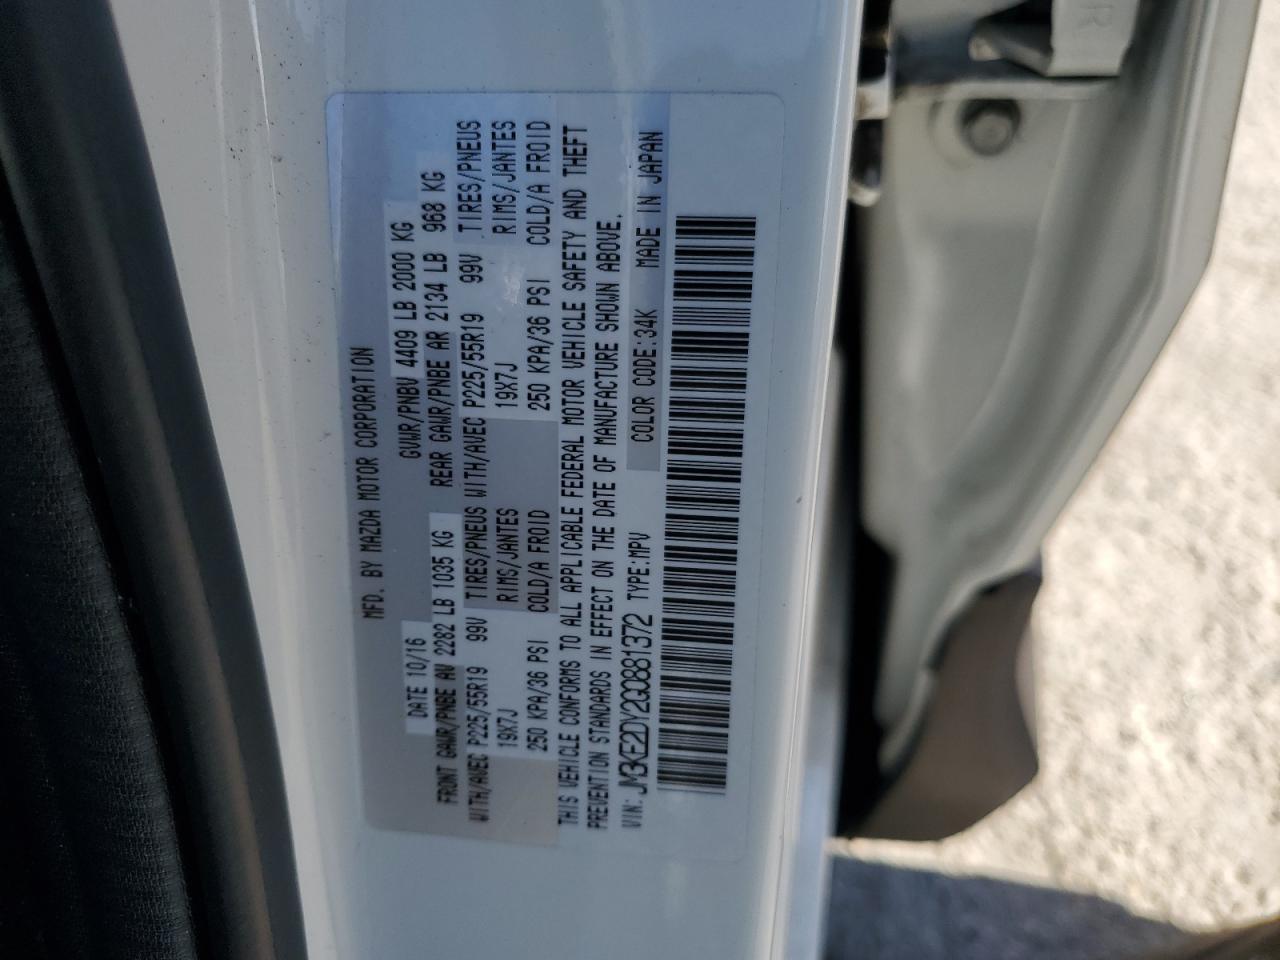 MFD. BY MAZDA MOTOR CORPORATION
DATE 10/16 GVWR/PNBV 4409 LB 2000 KG
FRONT GAWR/PNBE AV 2282 LB 1035 KG REAR GAWR/PNBE AR 2134 LB 968 KG
WITH/AVEC P225/55R19 99V TIRES/PNEUS WITH/AVEC P225/55R19 99V TIRES/PNEUS
19X7J RIMS/JANTES 19X7J RIMS/JANTES
250 KPA/36 PSI COLD/A FROID 250 KPA/36 PSI COLD/A FROID
THIS VEHICLE CONFORMS TO ALL APPLICABLE FEDERAL MOTOR VEHICLE SAFETY AND THEFT
PREVENTION STANDARDS IN EFFECT ON THE DATE OF MANUFACTURE SHOWN ABOVE.
VIN: JM3KE2DY2G0881372 TYPE:MPV COLOR CODE:34K MADE IN JAPAN
R